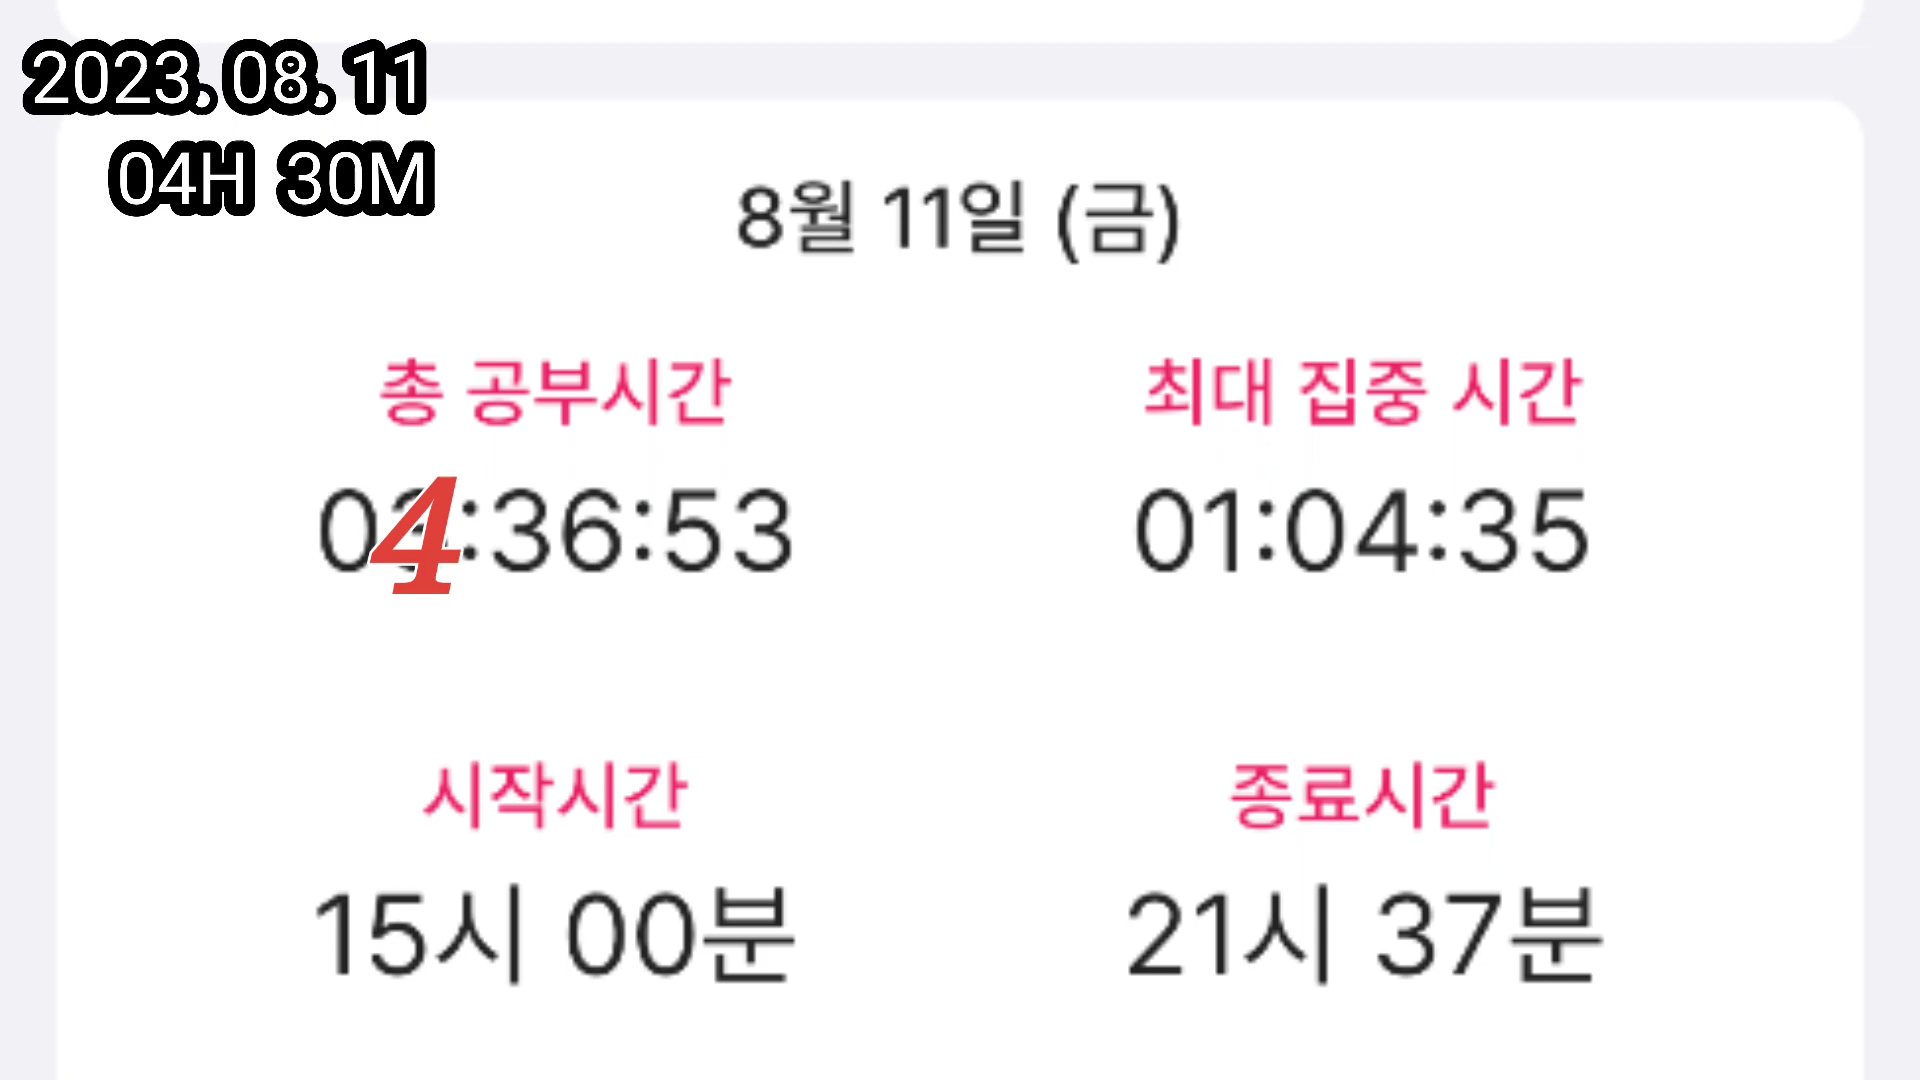 2023.08.11
04H 30M
8월 11일 (금)
총 공부시간
최대 집중 시간
04:36:53
01:04:35
시작시간
종료시간
15시 00분
21시 37분